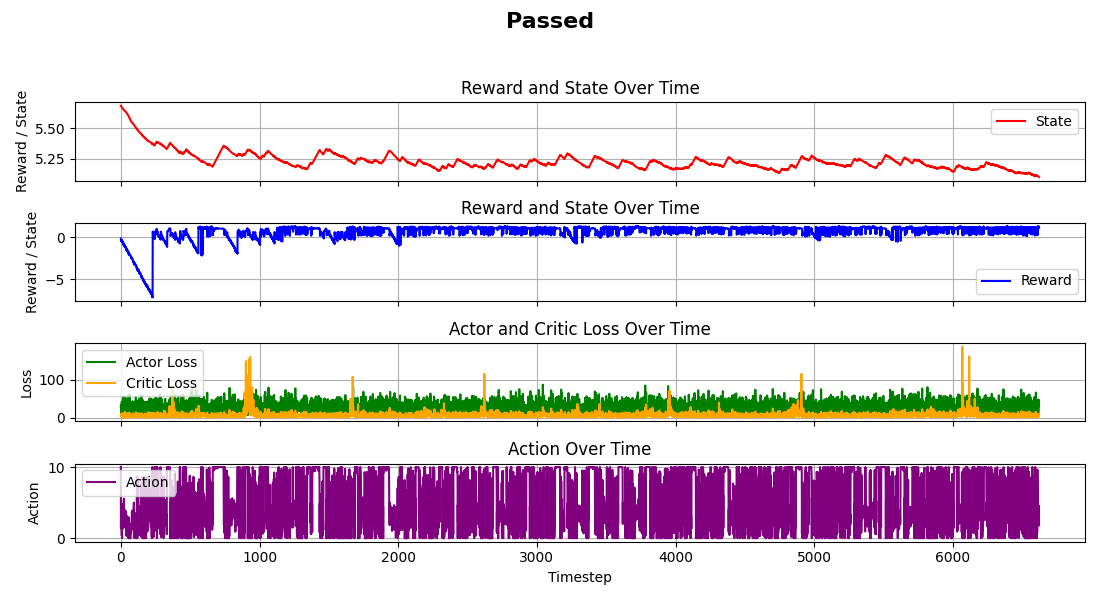 Passed
Reward and State Over Time
Reward / State
5.50
5.25
State
Reward and State Over Time
Reward / State
0
−5
Reward
Actor and Critic Loss Over Time
Loss
100
0
Actor Loss
Critic Loss
Action Over Time
Action
10
0
Action
0 1000 2000 3000 4000 5000 6000
Timestep